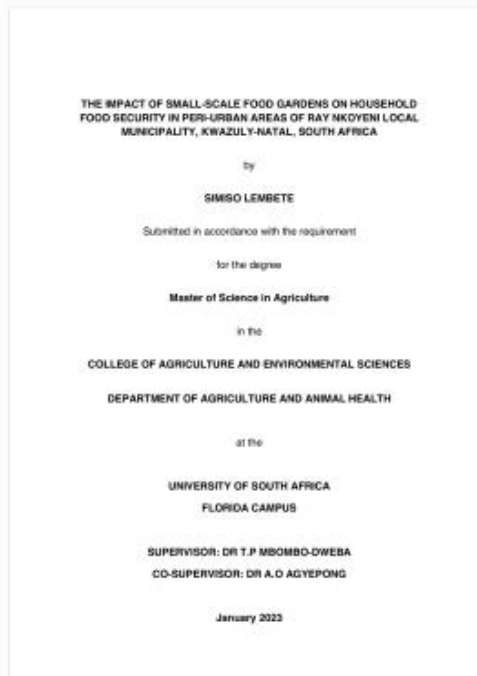 THE IMPACT OF SMALL-SCALE FOOD GARDENS ON HOUSEHOLD
FOOD SECURITY IN PERI-URBAN AREAS OF RAY NKOYENI LOCAL
MUNICIPALITY, KWAZULY-NATAL, SOUTH AFRICA
by
SIMISO LEMBETE
Submitted in accordance with the requirement
for the degree
Master of Science in Agriculture
in the
COLLEGE OF AGRICULTURE AND ENVIRONMENTAL SCIENCES
DEPARTMENT OF AGRICULTURE AND ANIMAL HEALTH
at the
UNIVERSITY OF SOUTH AFRICA
FLORIDA CAMPUS
SUPERVISOR: DR T.P MBOMBO-DWEBA
CO-SUPERVISOR: DR A.O AGYEPONG
January 2023